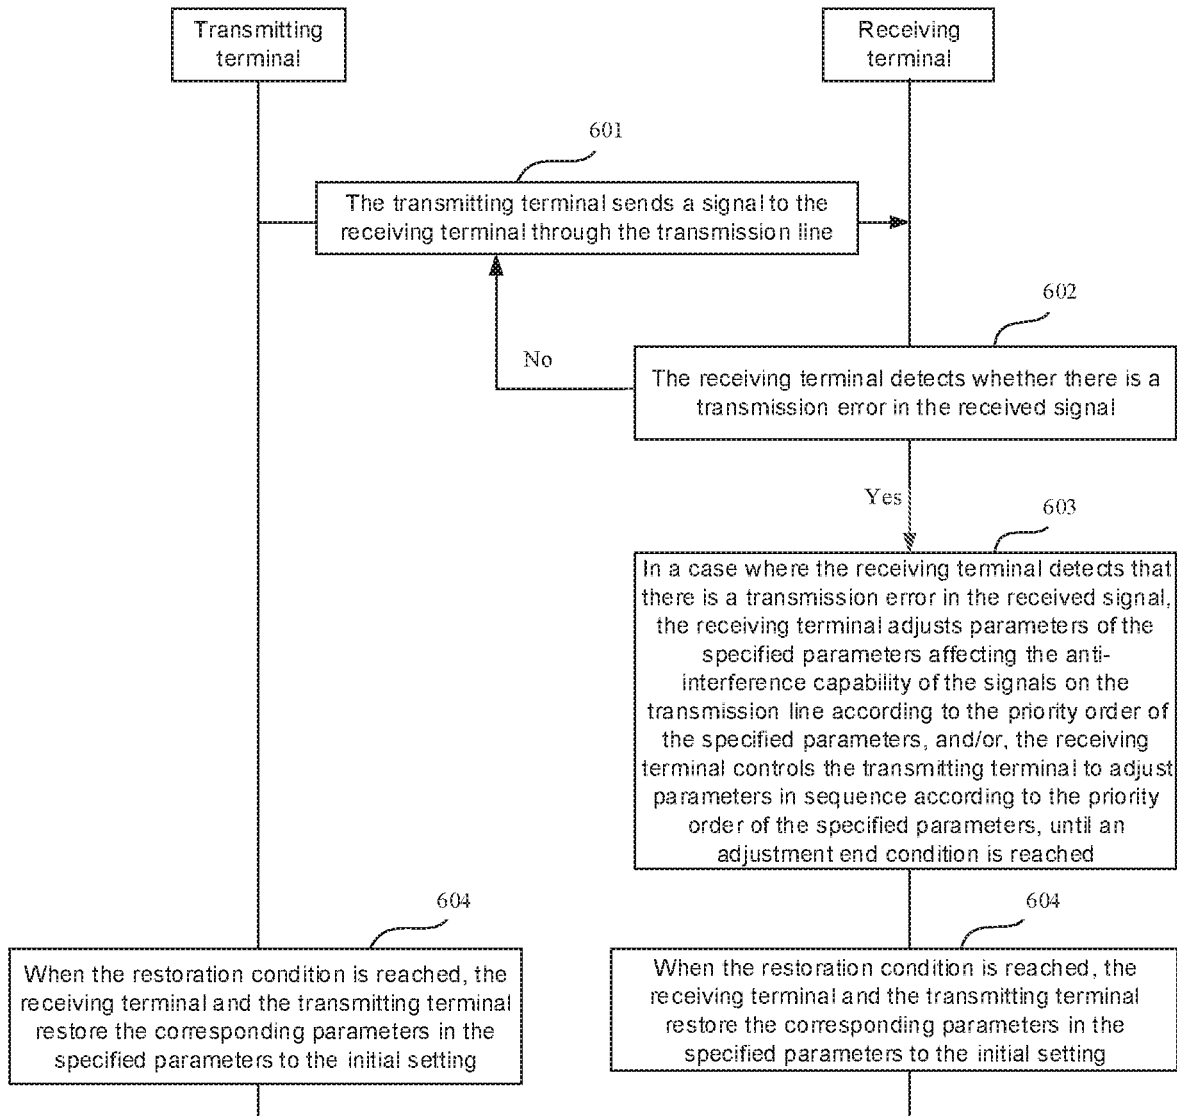 Transmitting
terminal
Receiving
terminal
601
The transmitting terminal sends a signal to the
receiving terminal through the transmission line
602
No
The receiving terminal detects whether there is a
transmission error in the received signal
Yes
603
In a case where the receiving terminal detects that
there is a transmission error in the received signal,
the receiving terminal adjusts parameters of the
specified parameters affecting the anti-
interference capability of the signals on the
transmission line according to the priority order of
the specified parameters, and/or, the receiving
terminal controls the transmitting terminal to adjust
parameters in sequence according to the priority
order of the specified parameters, until an
adjustment end condition is reached
604
When the restoration condition is reached, the
receiving terminal and the transmitting terminal
restore the corresponding parameters in the
specified parameters to the initial setting
604
When the restoration condition is reached, the
receiving terminal and the transmitting terminal
restore the corresponding parameters in the
specified parameters to the initial setting